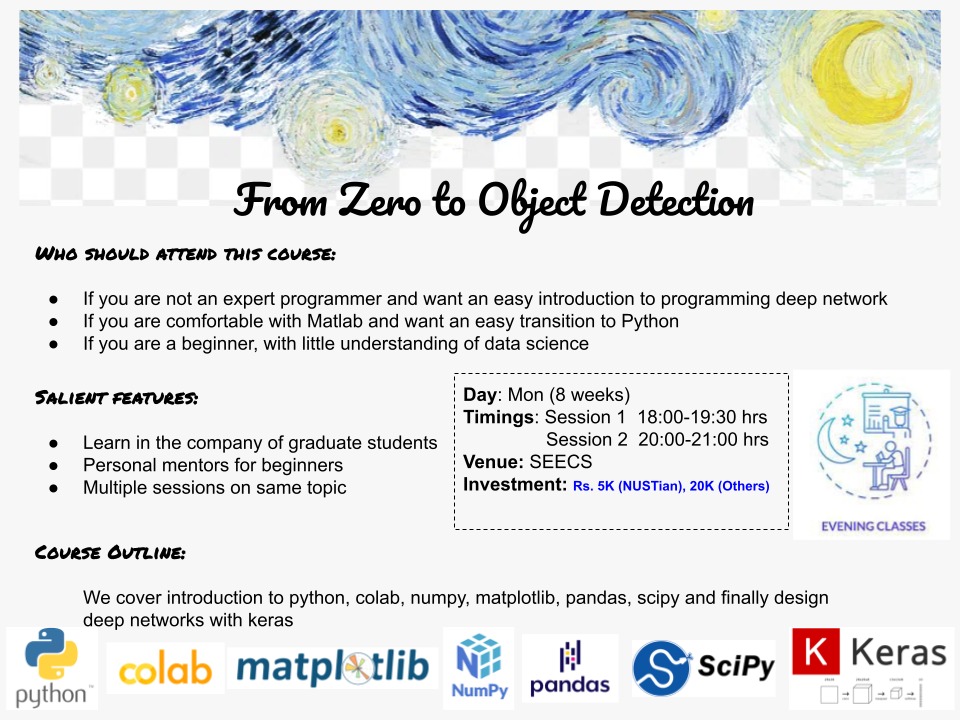 From Zero to Object Detection
Who should attend this course:
● If you are not an expert programmer and want an easy introduction to programming deep network
● If you are comfortable with Matlab and want an easy transition to Python
● If you are a beginner, with little understanding of data science
Salient features:
● Learn in the company of graduate students
● Personal mentors for beginners
● Multiple sessions on same topic
Day: Mon (8 weeks)
Timings: Session 1 18:00-19:30 hrs
Session 2 20:00-21:00 hrs
Venue: SEECS
Investment: Rs. 5K (NUSTian), 20K (Others)
EVENING CLASSES
Course Outline:
We cover introduction to python, colab, numpy, matplotlib, pandas, scipy and finally design
deep networks with keras
python™
colab
matplotlib
NumPy
pandas
SciPy
K Keras